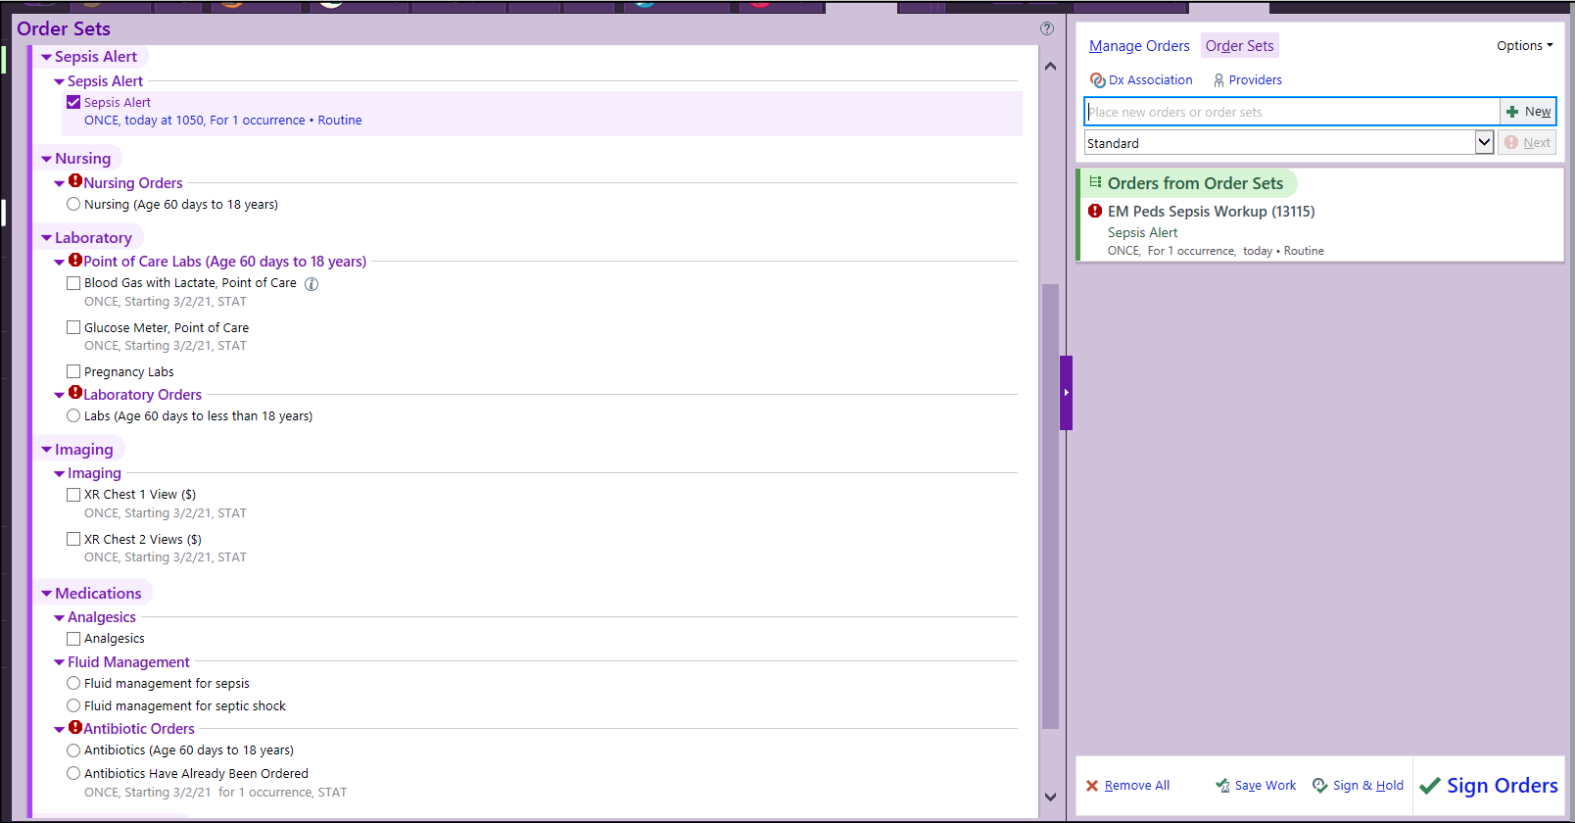 Order Sets
Sepsis Alert
Sepsis Alert
Sepsis Alert
ONCE, today at 1050, For 1 occurrence • Routine
Nursing
Nursing Orders
Nursing (Age 60 days to 18 years)
Laboratory
Point of Care Labs (Age 60 days to 18 years)
Blood Gas with Lactate, Point of Care
ONCE, Starting 3/2/21, STAT
Glucose Meter, Point of Care
ONCE, Starting 3/2/21, STAT
Pregnancy Labs
Laboratory Orders
Labs (Age 60 days to less than 18 years)
Imaging
Imaging
XR Chest 1 View ($)
ONCE, Starting 3/2/21, STAT
XR Chest 2 Views ($)
ONCE, Starting 3/2/21, STAT
Medications
Analgesics
Analgesics
Fluid Management
Fluid management for sepsis
Fluid management for septic shock
Antibiotic Orders
Antibiotics (Age 60 days to 18 years)
Antibiotics Have Already Been Ordered
ONCE, Starting 3/2/21 for 1 occurrence, STAT
Manage Orders Order Sets Options
Dx Association Providers
Place new orders or order sets New
Standard Next
Orders from Order Sets
EM Peds Sepsis Workup (13115)
Sepsis Alert
ONCE, For 1 occurrence, today • Routine
Remove All Save Work Sign & Hold Sign Orders